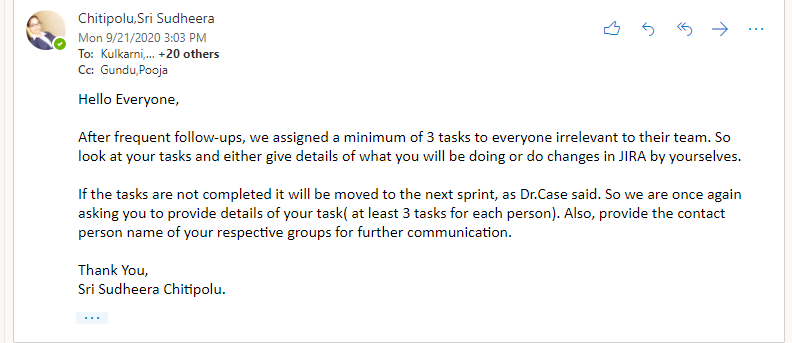 Chitipolu,Sri Sudheera
Mon 9/21/2020 3:03 PM
To: Kulkarni,... +20 others
Cc: Gundu,Pooja
Hello Everyone,
After frequent follow-ups, we assigned a minimum of 3 tasks to everyone irrelevant to their team. So
look at your tasks and either give details of what you will be doing or do changes in JIRA by yourselves.
If the tasks are not completed it will be moved to the next sprint, as Dr.Case said. So we are once again
asking you to provide details of your task( at least 3 tasks for each person). Also, provide the contact
person name of your respective groups for further communication.
Thank You,
Sri Sudheera Chitipolu.